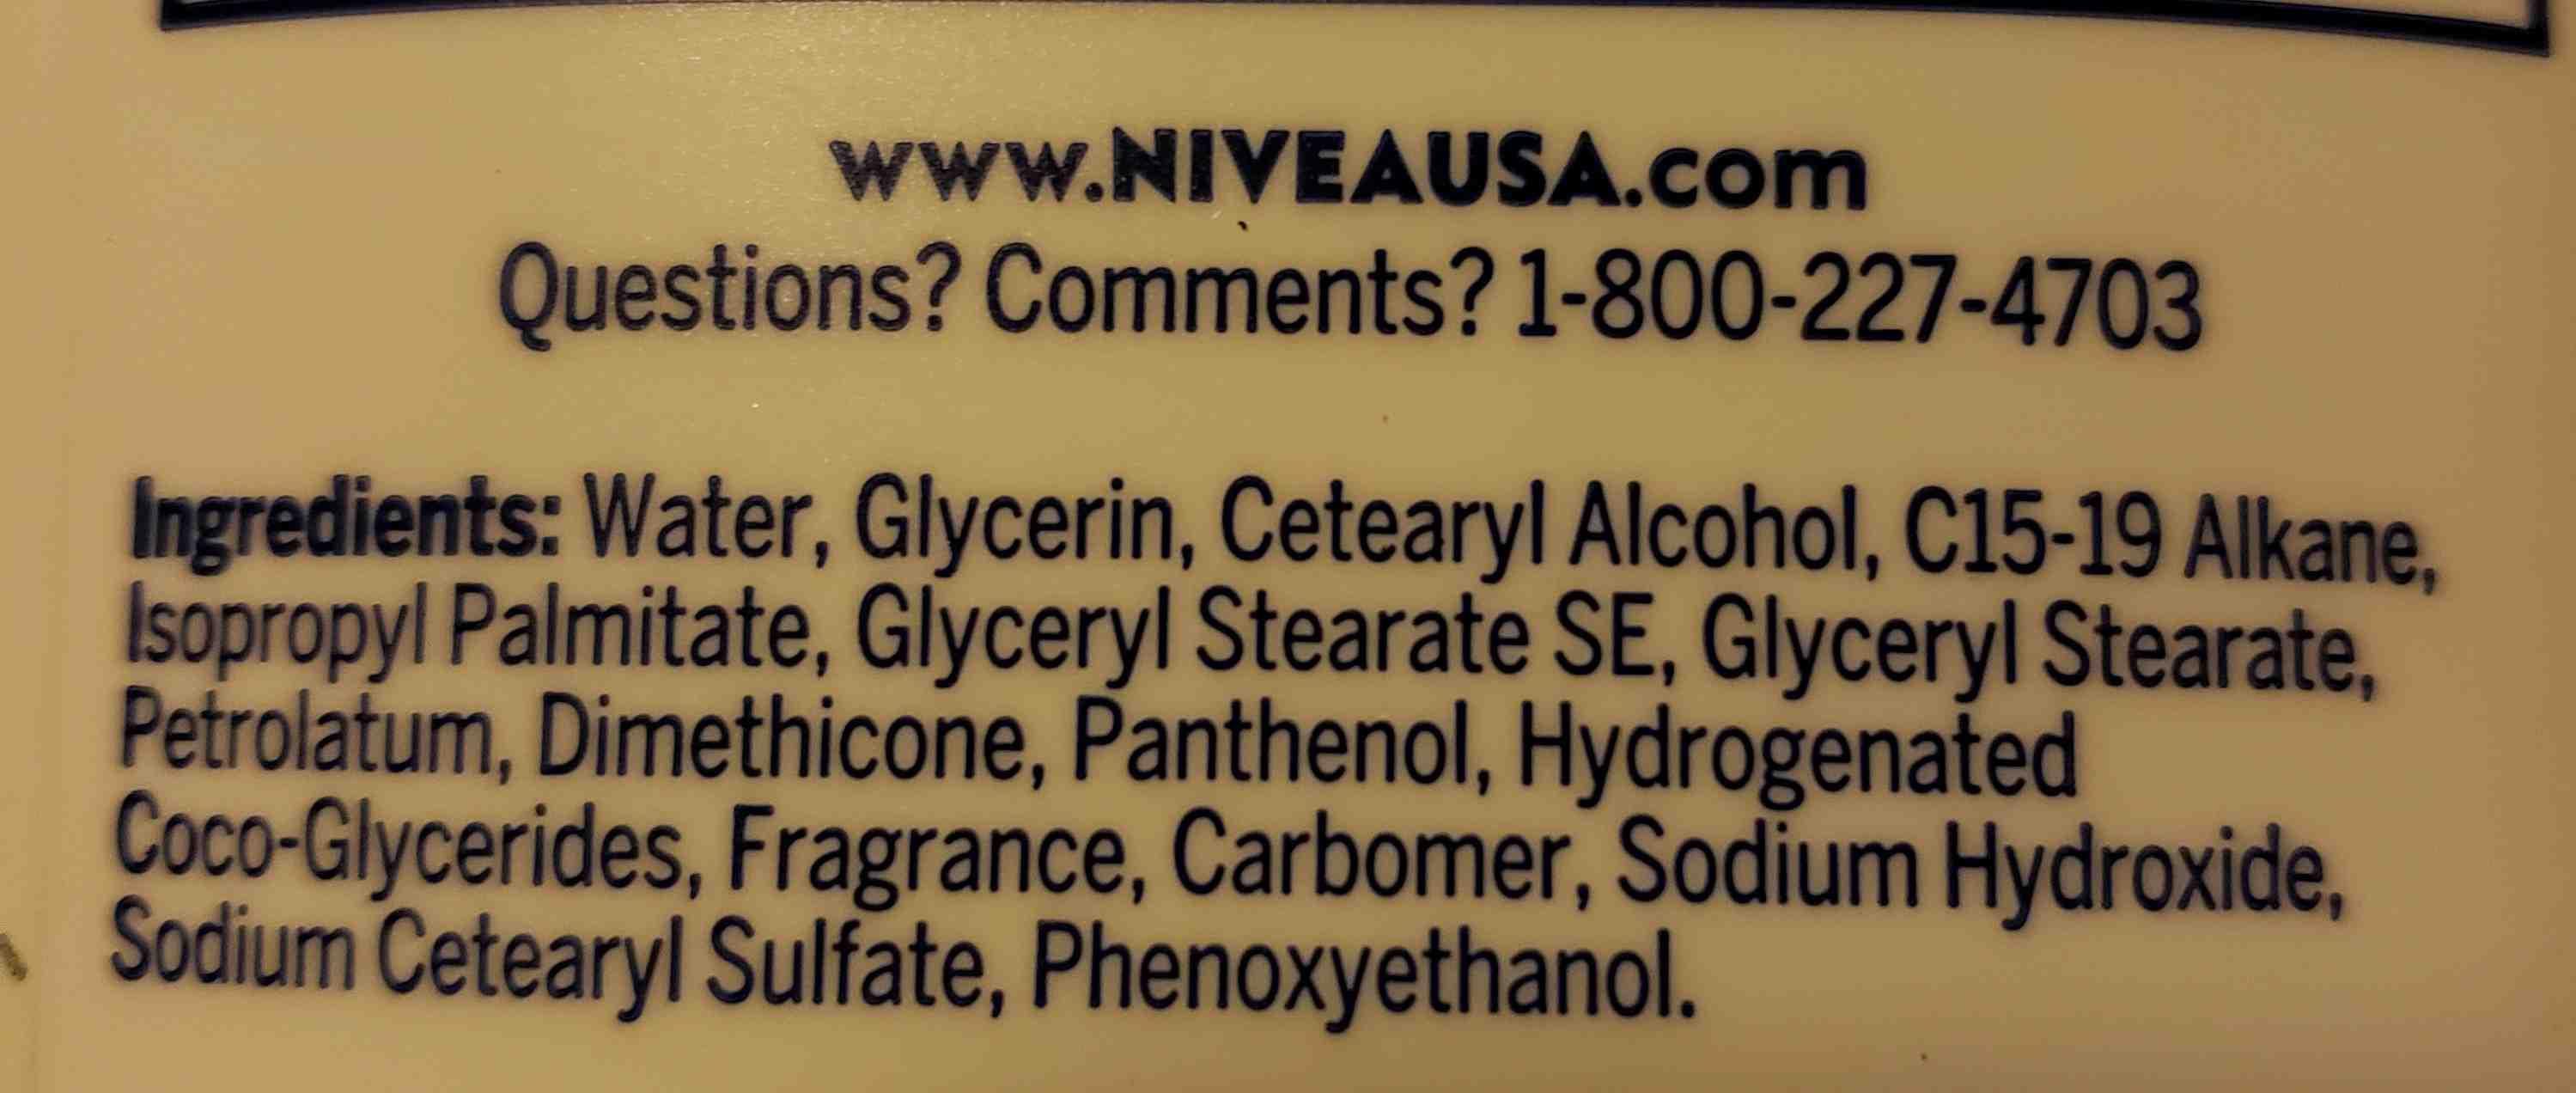 www.NIVEAUSA.com
Questions? Comments? 1-800-227-4703
Ingredients: Water, Glycerin, Cetearyl Alcohol, C15-19 Alkane,
Isopropyl Palmitate, Glyceryl Stearate SE, Glyceryl Stearate,
Petrolatum, Dimethicone, Panthenol, Hydrogenated
Coco-Glycerides, Fragrance, Carbomer, Sodium Hydroxide,
Sodium Cetearyl Sulfate, Phenoxyethanol.